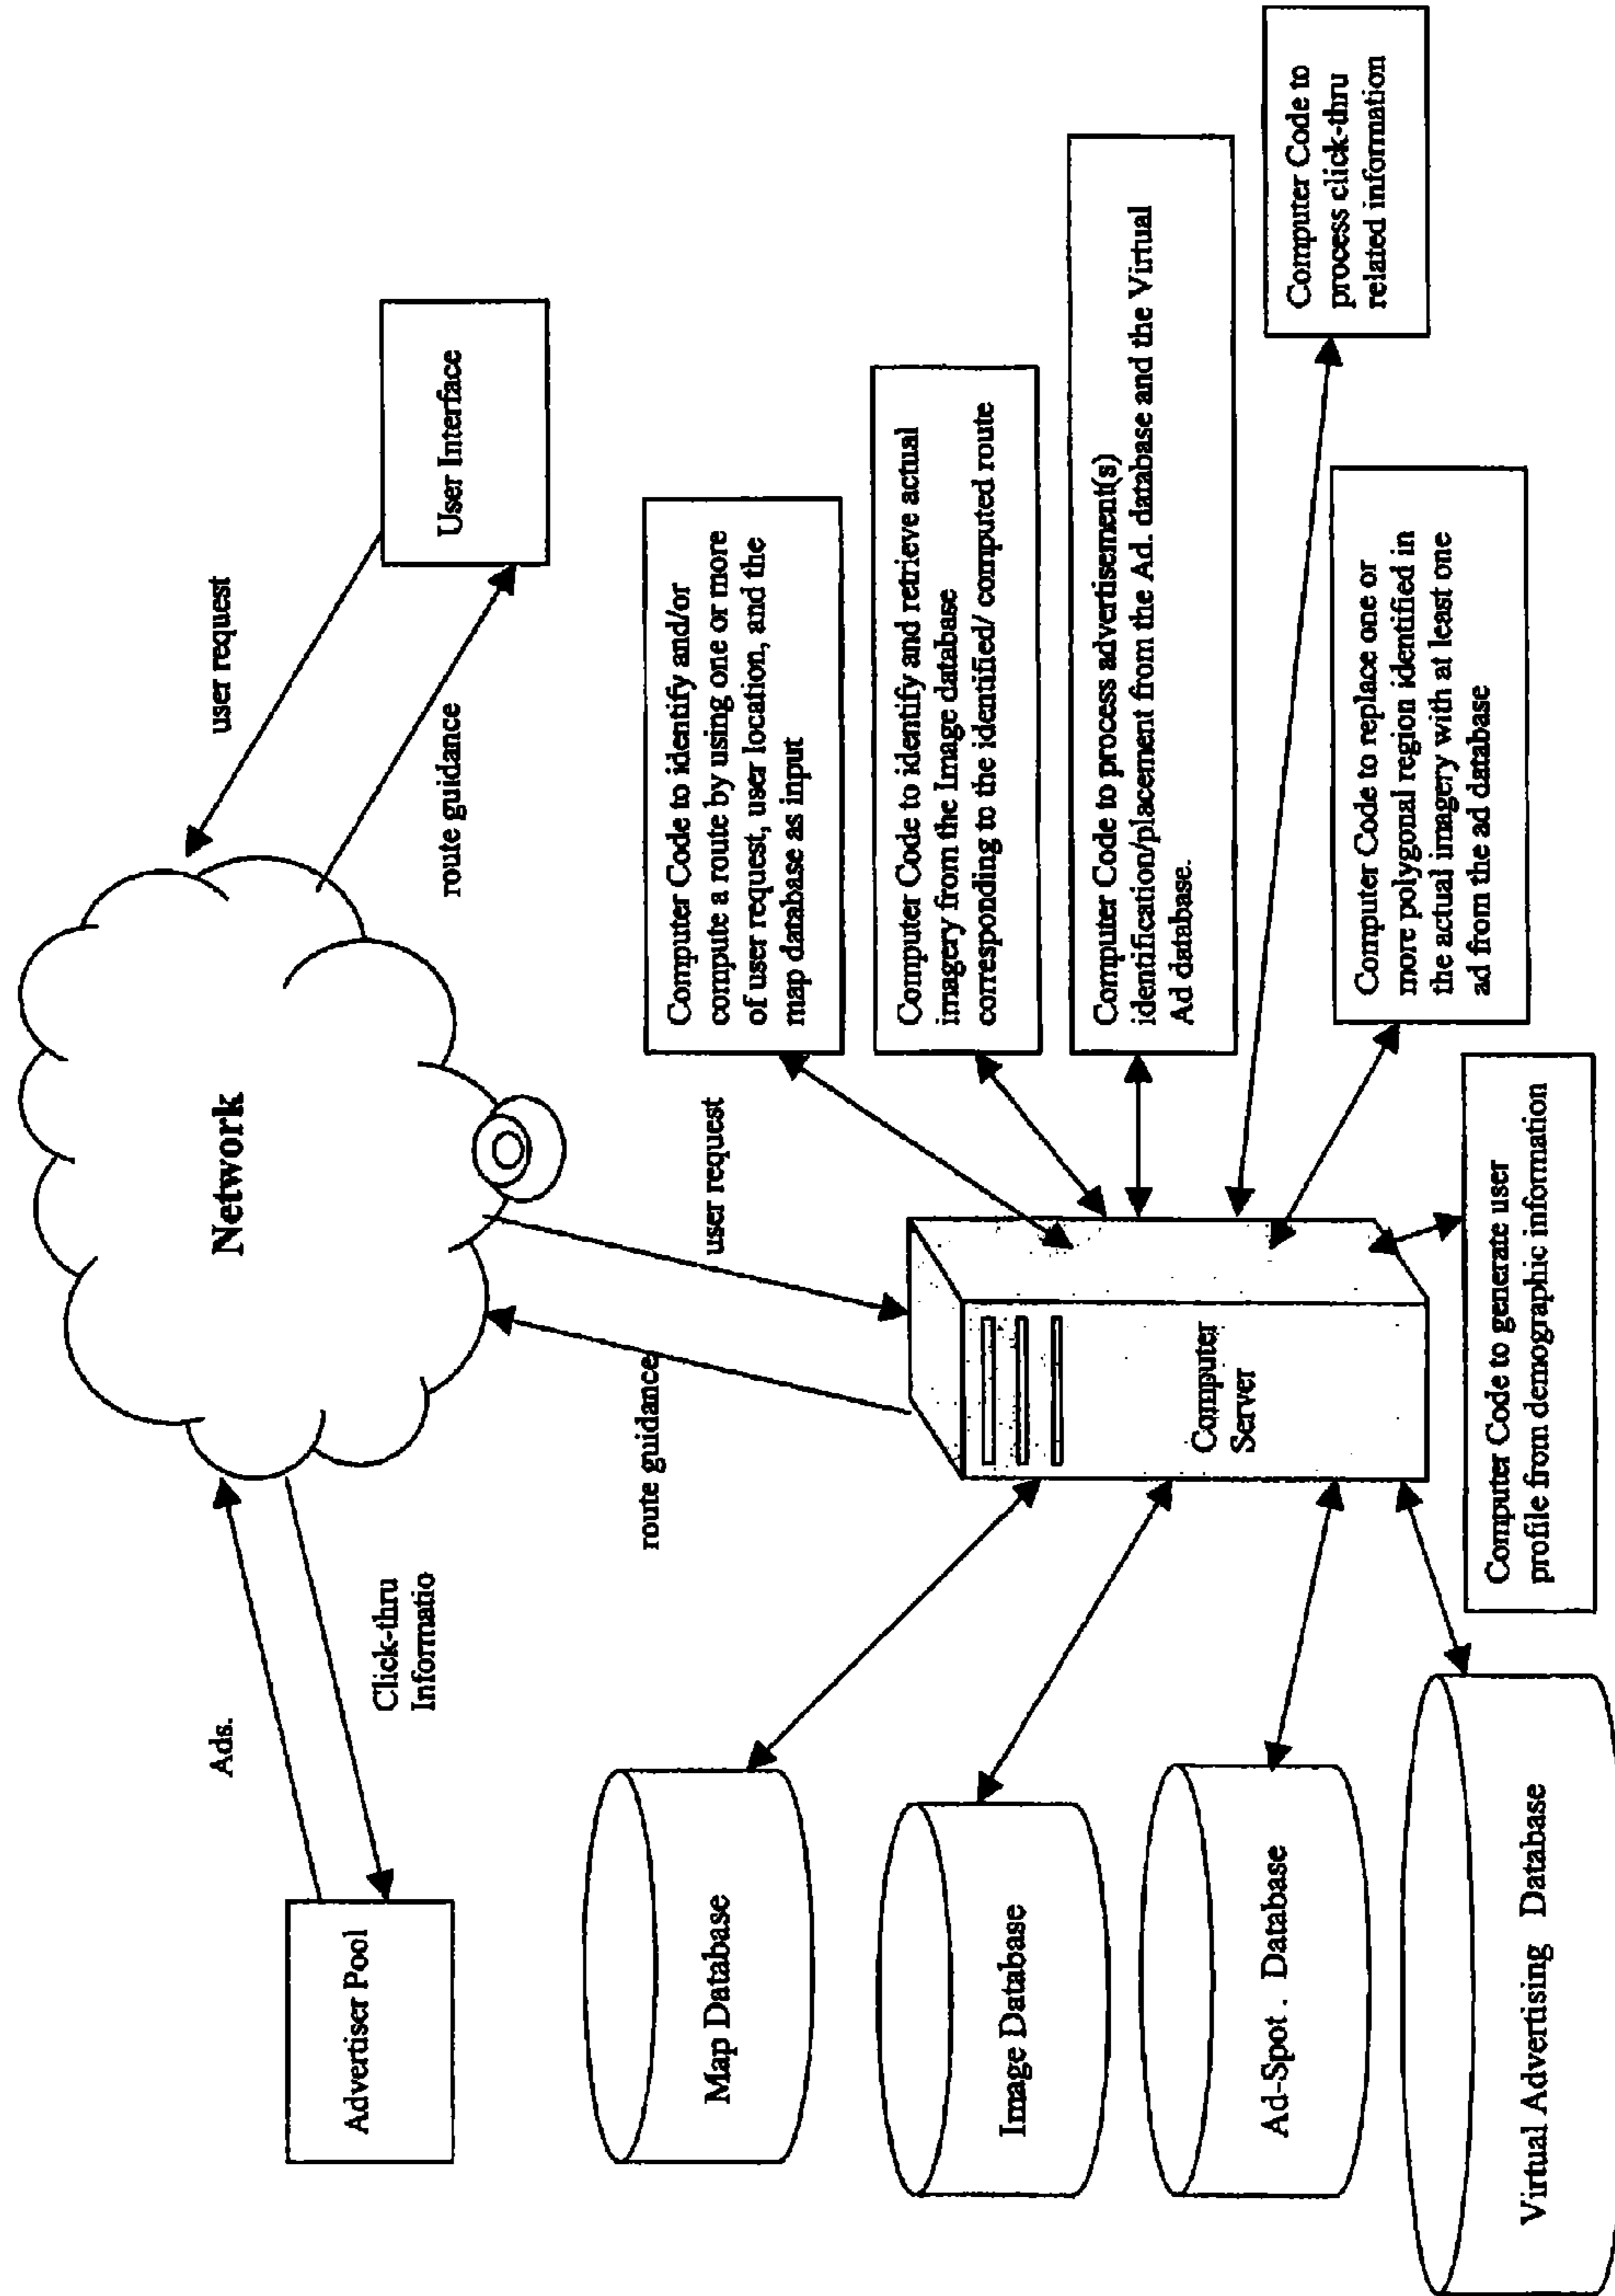 Network
user request
User Interface
route guidance
Ads.
Advertiser Pool
Click-thru
Informatio
route guidance
user request
Map Database
Image Database
Ad-Spot . Database
Virtual Advertising Database
Computer
Server
Computer Code to identify and/or
compute a route by using one or more
of user request, user location, and the
map database as input
Computer Code to identify and retrieve actual
imagery from the Image database
corresponding to the identified/ computed route
Computer Code to process advertisement(s)
identification/placement from the Ad. database and the Virtual
Ad database.
Computer Code to
process click-thru
related information
Computer Code to replace one or
more polygonal region identified in
the actual imagery with at least one
ad from the ad database
Computer Code to generate user
profile from demographic information